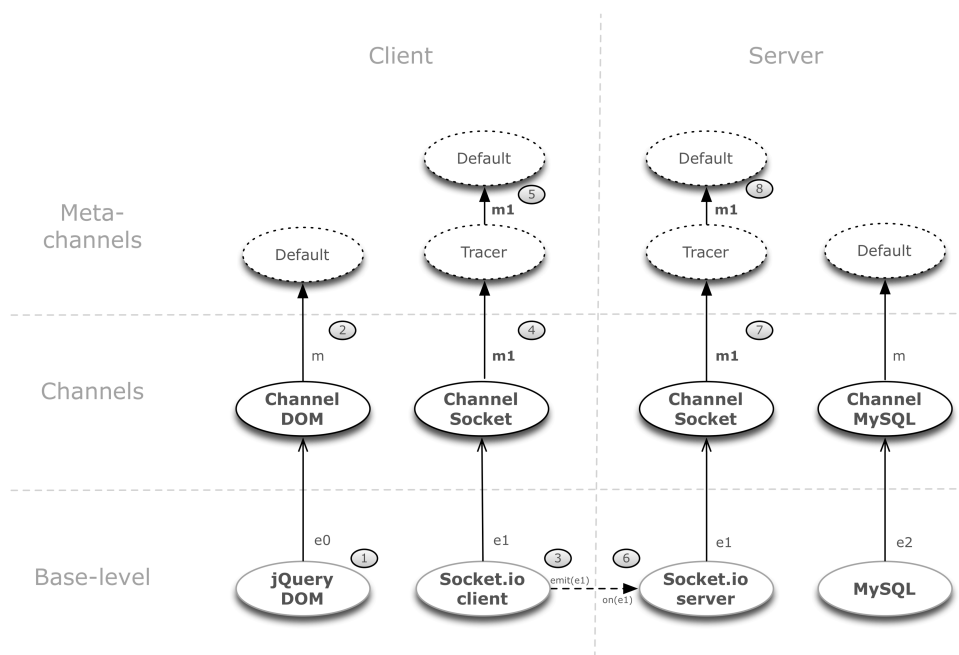 Client
Server
Default
Default
5
8
Meta-
channels
m1
m1
Default
Tracer
Tracer
Default
2
4
7
m
m1
m1
m
Channels
Channel
DOM
Channel
Socket
Channel
Socket
Channel
MySQL
e0
e1
e1
e2
1
3
6
Base-level
jQuery
DOM
Socket.io
client
emit(e1)
on(e1)
Socket.io
server
MySQL